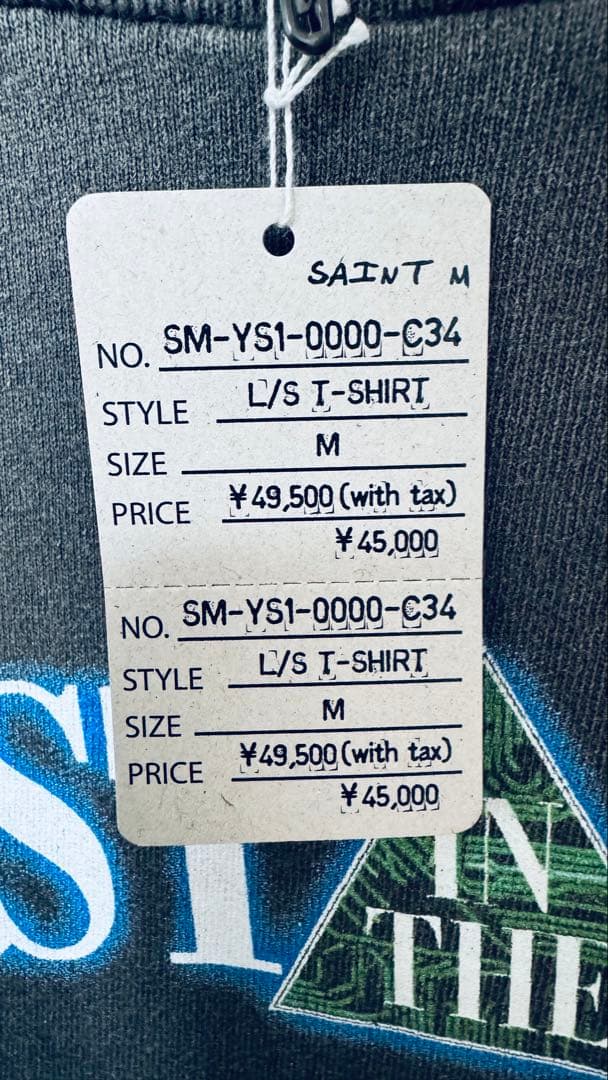 SAINT M
NO. SM-YS1-0000-C34
STYLE L/S T-SHIRT
SIZE M
PRICE ¥49,500 (with tax)
¥45,000
NO. SM-YS1-0000-C34
STYLE L/S T-SHIRT
SIZE M
PRICE ¥49,500 (with tax)
¥45,000
ST
IN
THE